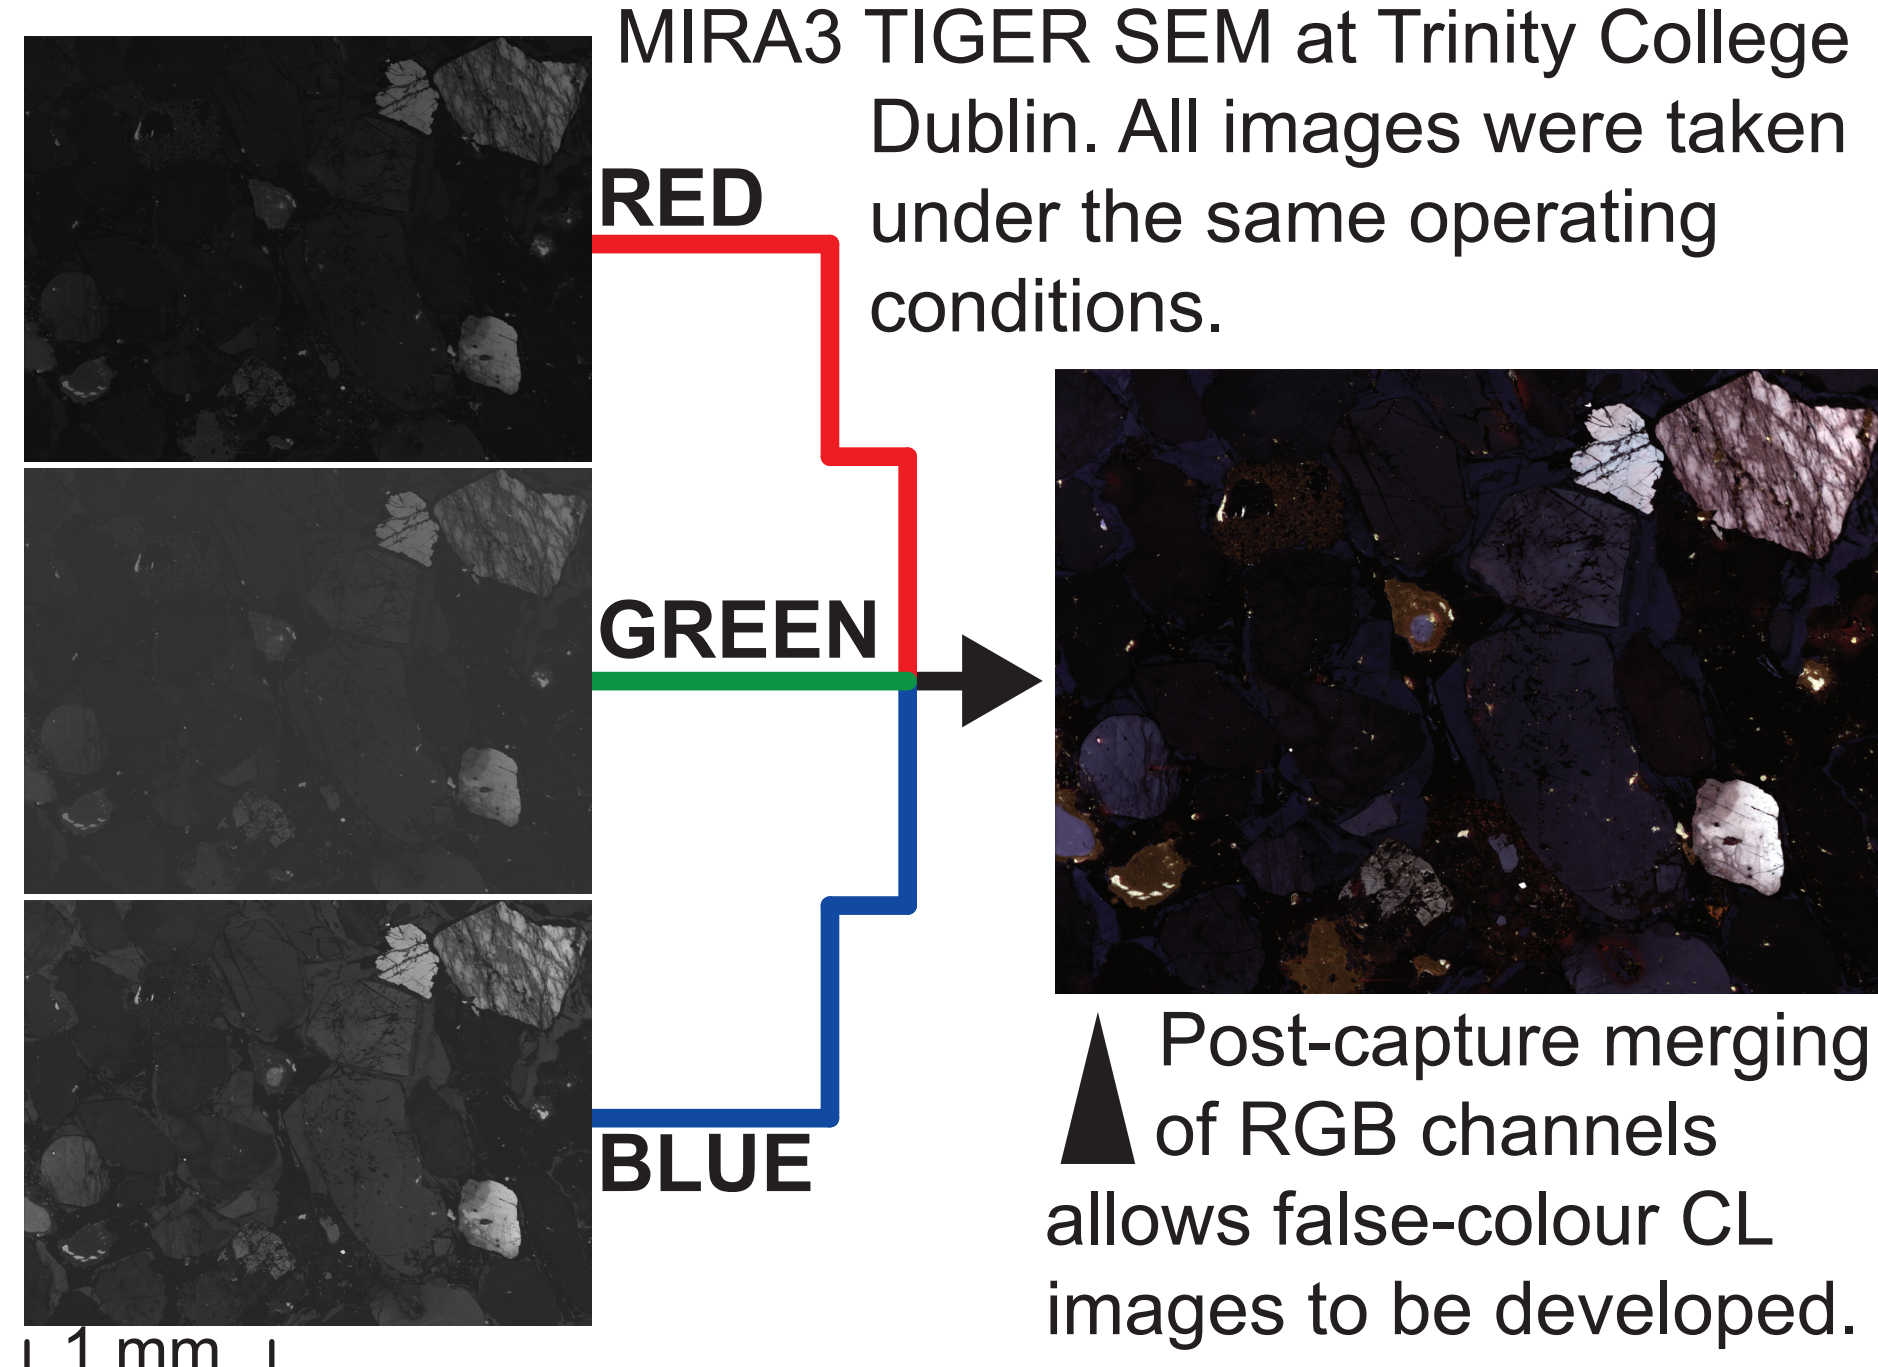 MIRA3 TIGER SEM at Trinity College
Dublin. All images were taken
under the same operating
conditions.
RED
GREEN
BLUE
Post-capture merging
of RGB channels
allows false-colour CL
images to be developed.
1 mm